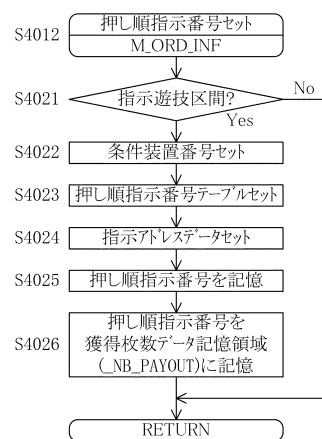 S4012
押し順指示番号セット
M_ORD_INF
S4021
指示遊技区間?
No
Yes
S4022
条件装置番号セット
S4023
押し順指示番号テーブルセット
S4024
指示アドレスデータセット
S4025
押し順指示番号を記憶
S4026
押し順指示番号を
獲得枚数データ記憶領域
(_NB_PAYOUT)に記憶
RETURN